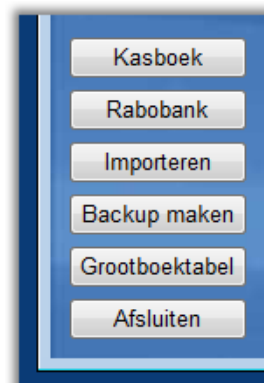 Kasboek
Rabobank
Importeren
Backup maken
Grootboektabel
Afsluiten